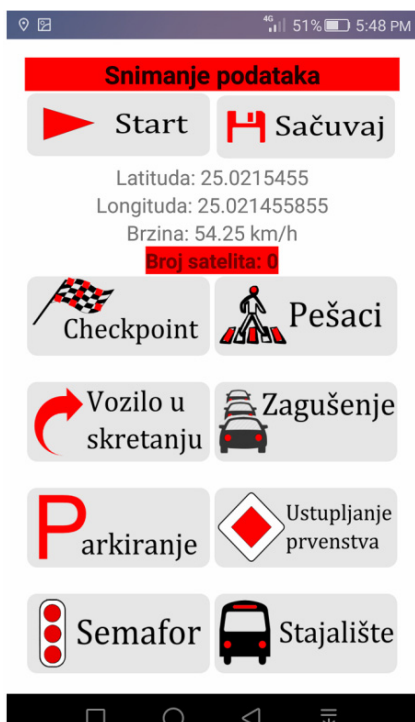 4G 51% 5:48 PM
Snimanje podataka
Start
Sačuvaj
Latituda: 25.0215455
Longituda: 25.021455855
Brzina: 54.25 km/h
Broj satelita: 0
Checkpoint
Pešaci
Vozilo u
skretanju
Zagušenje
Parkiranje
Ustupljanje
prvenstva
Semafor
Stajalište